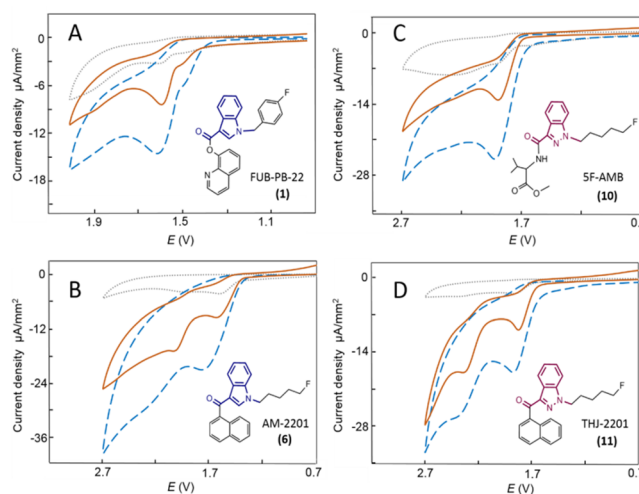 A
Current density µA/mm²
0
-6
-12
-18
1.9
1.5
1.1
E (V)
F
N
O
O
N
FUB-PB-22
(1)
C
Current density µA/mm²
0
-14
-28
2.7
1.7
E (V)
F
N
N
O
NH
O
O
5F-AMB
(10)
B
Current density µA/mm²
0
-12
-24
-36
2.7
1.7
0.7
E (V)
F
N
O
AM-2201
(6)
D
Current density µA/mm²
0
-14
-28
2.7
1.7
0.7
E (V)
F
N
N
O
THJ-2201
(11)